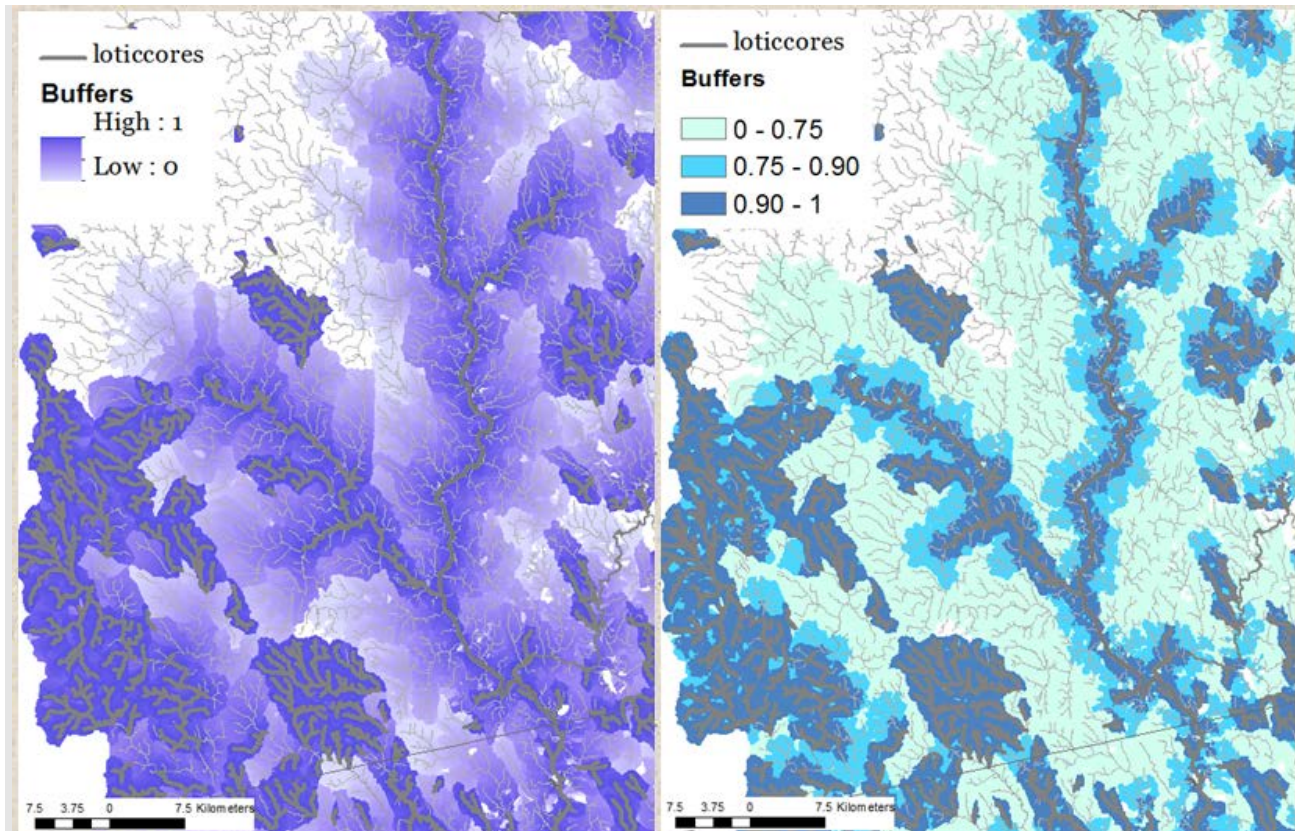 loticcores
Buffers
High : 1
Low : 0
7.5 3.75 0 7.5 Kilometers
loticcores
Buffers
0 - 0.75
0.75 - 0.90
0.90 - 1
7.5 3.75 0 7.5 Kilometers